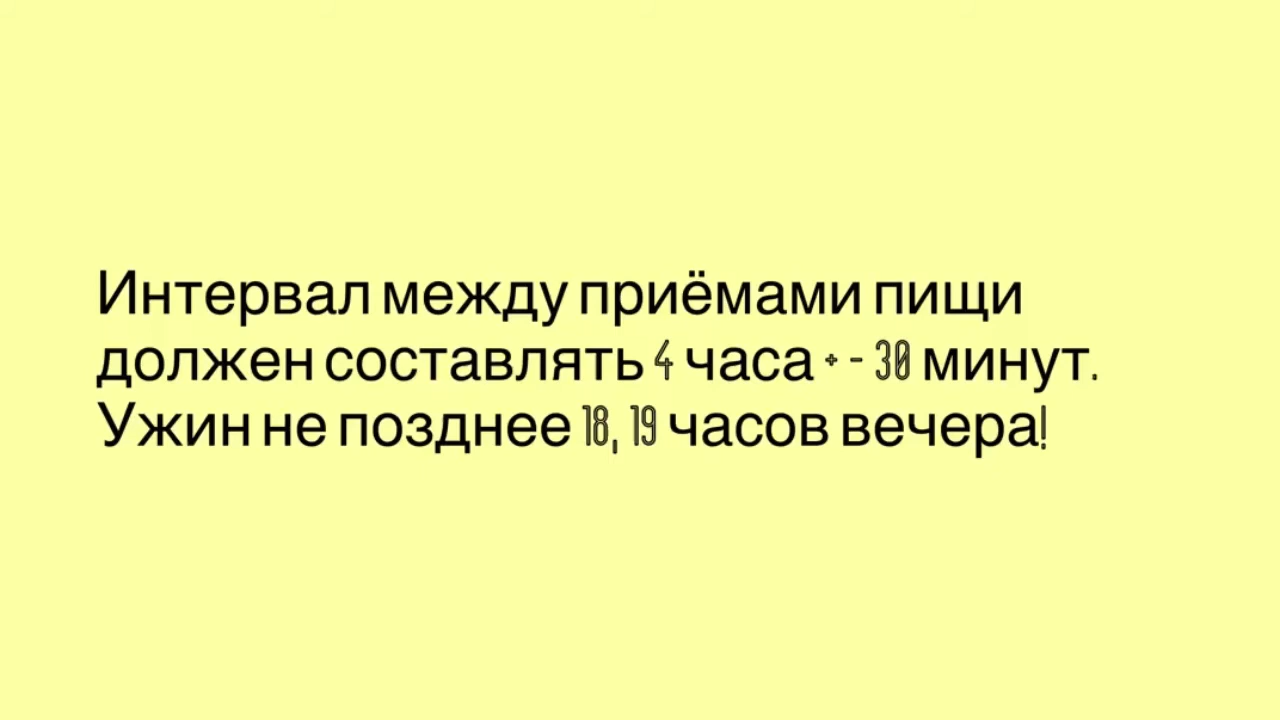 Интервал между приёмами пищи
должен составлять 4 часа + - 30 минут.
Ужин не позднее 18, 19 часов вечера!